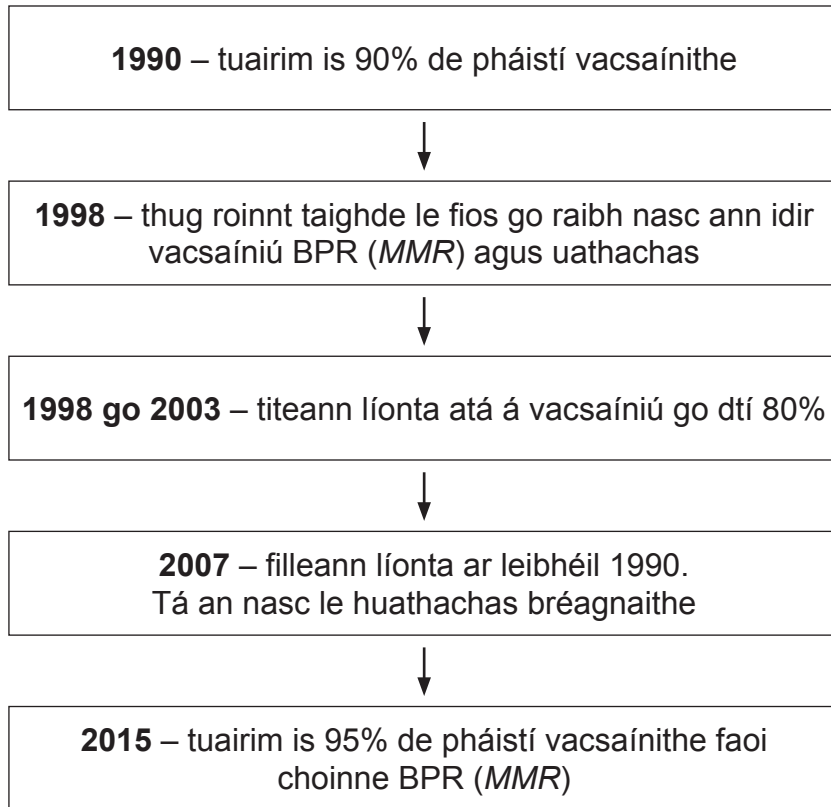 1990 – tuairim is 90% de pháistí vacsaínithe
1998 – thug roinnt taighde le fios go raibh nasc ann idir
vacsaíniú BPR (MMR) agus uathachas
1998 go 2003 – titeann líonta atá á vacsaíniú go dtí 80%
2007 – filleann líonta ar leibhéil 1990.
Tá an nasc le huathachas bréagnaithe
2015 – tuairim is 95% de pháistí vacsaínithe faoi
choinne BPR (MMR)